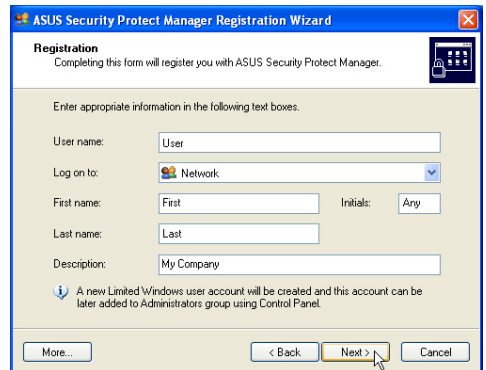 ASUS Security Protect Manager Registration Wizard
Registration
Completing this form will register you with ASUS Security Protect Manager.
Enter appropriate information in the following text boxes.
User name: User
Log on to: Network
First name: First Initials: Any
Last name: Last
Description: My Company
A new Limited Windows user account will be created and this account can be
later added to Administrators group using Control Panel.
More... < Back Next > Cancel